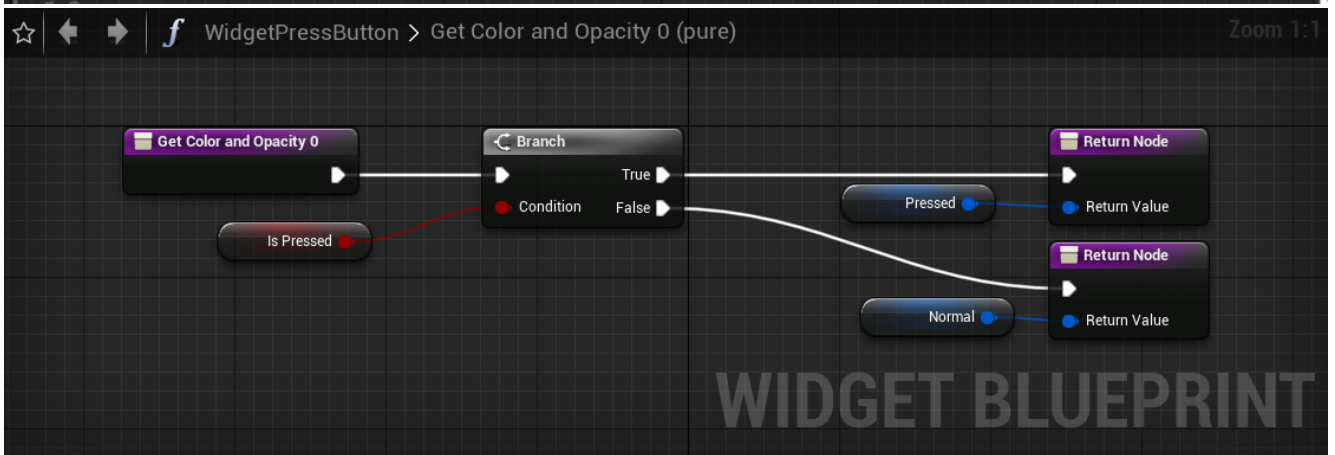 WidgetPressButton > Get Color and Opacity 0 (pure)
Zoom 1:1
Get Color and Opacity 0
Branch
True
Condition
False
Is Pressed
Return Node
Pressed
Return Value
Return Node
Normal
Return Value
WIDGET BLUEPRINT